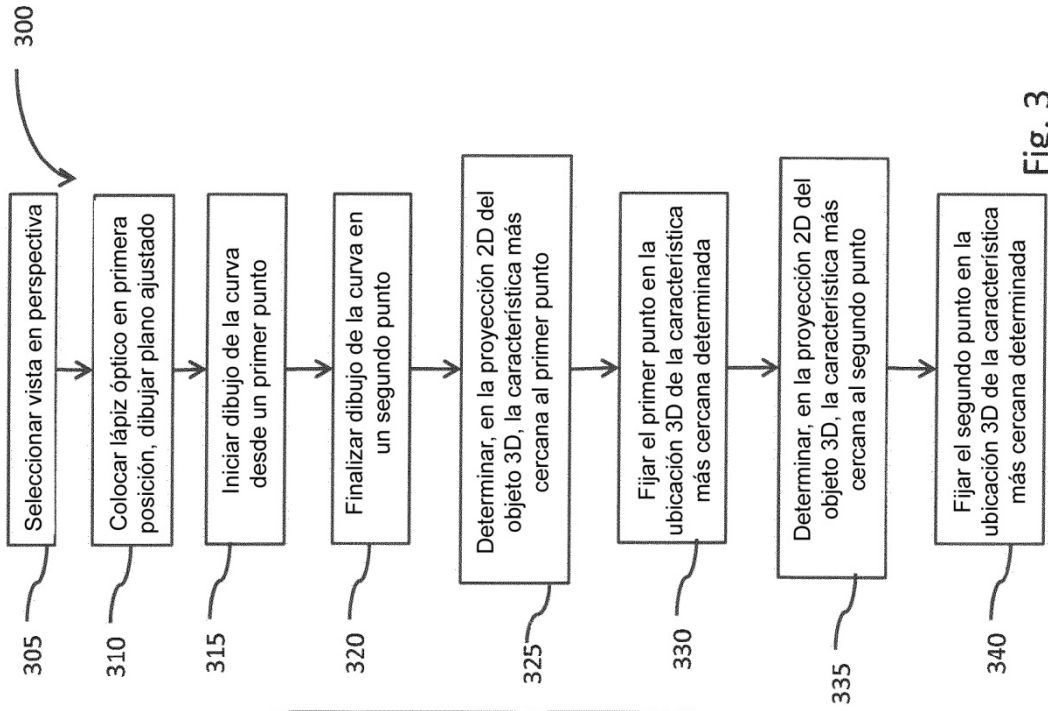 300
305
Seleccionar vista en perspectiva
310
Colocar lápiz óptico en primera
posición, dibujar plano ajustado
315
Iniciar dibujo de la curva
desde un primer punto
320
Finalizar dibujo de la curva en
un segundo punto
325
Determinar, en la proyección 2D del
objeto 3D, la característica más
cercana al primer punto
330
Fijar el primer punto en la
ubicación 3D de la característica
más cercana determinada
335
Determinar, en la proyección 2D del
objeto 3D, la característica más
cercana al segundo punto
340
Fijar el segundo punto en la
ubicación 3D de la característica
más cercana determinada
Fig. 3